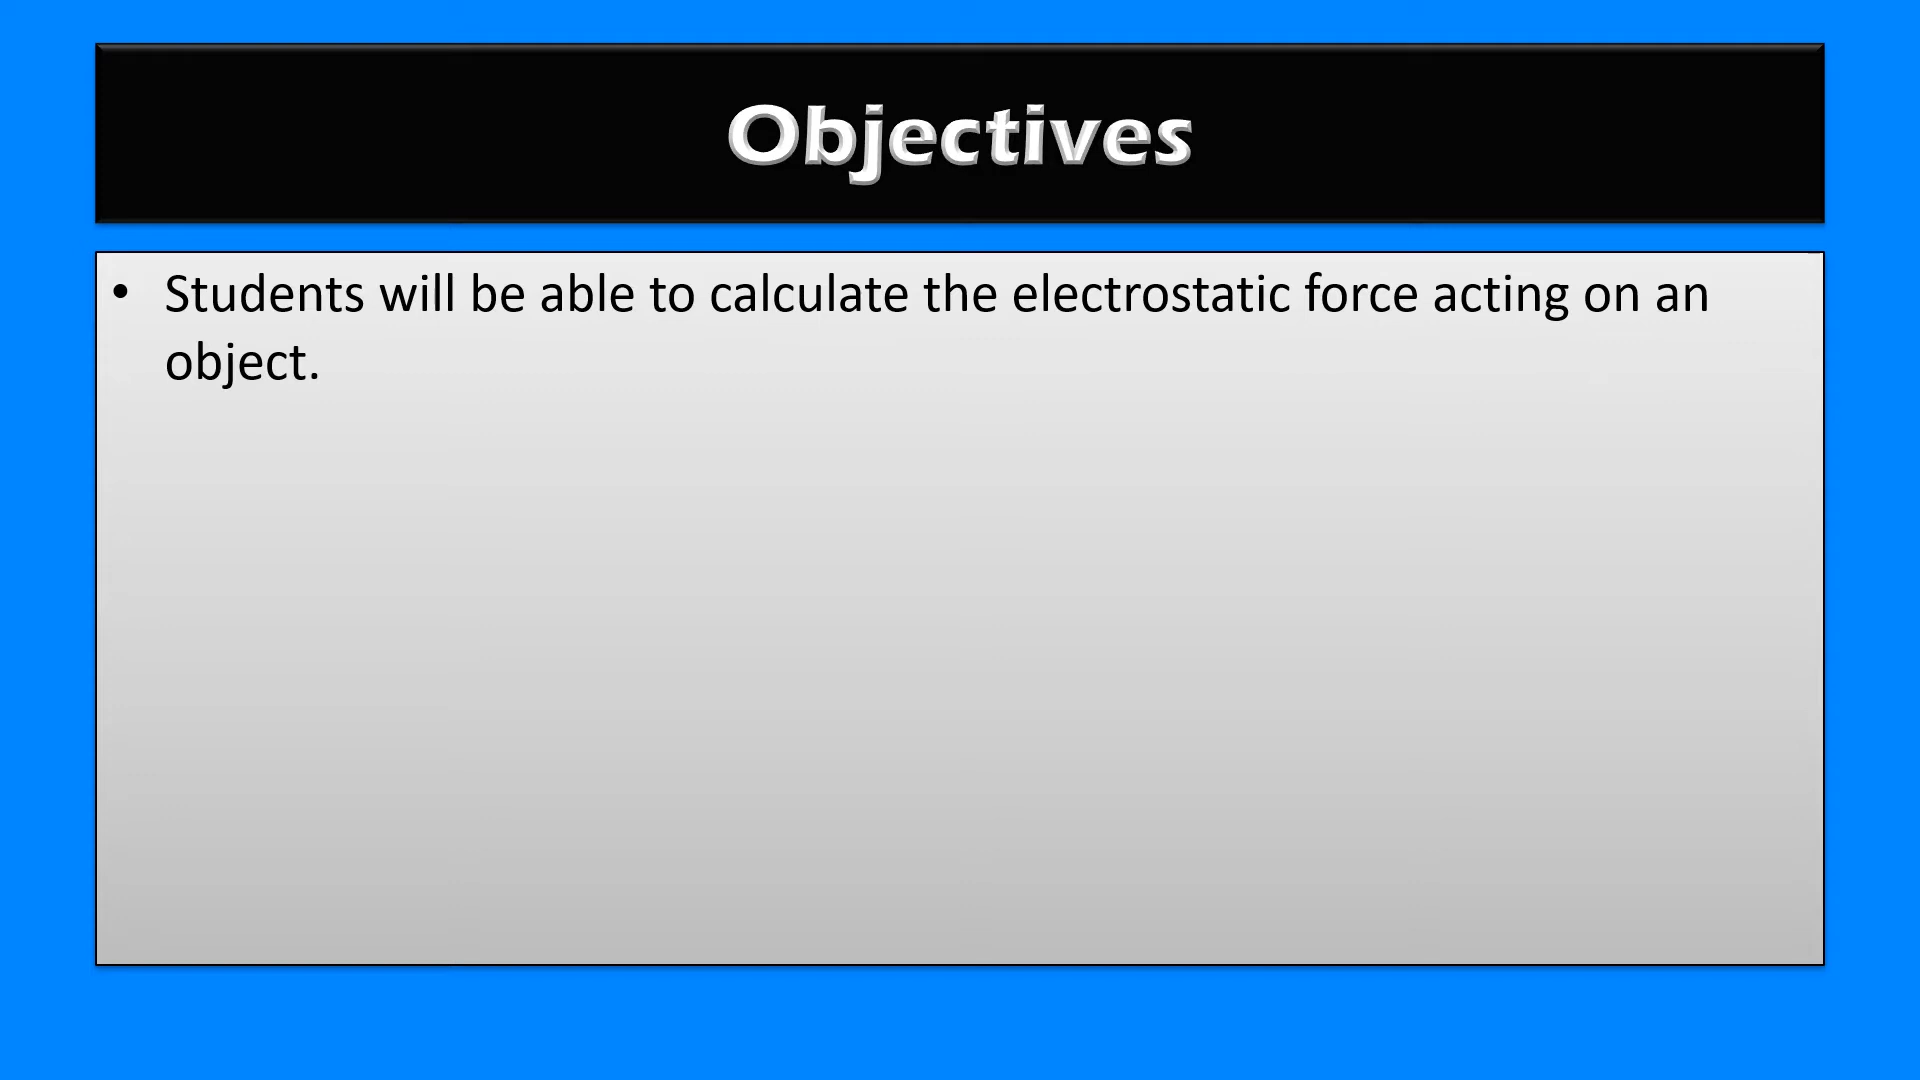 Objectives
• Students will be able to calculate the electrostatic force acting on an
object.